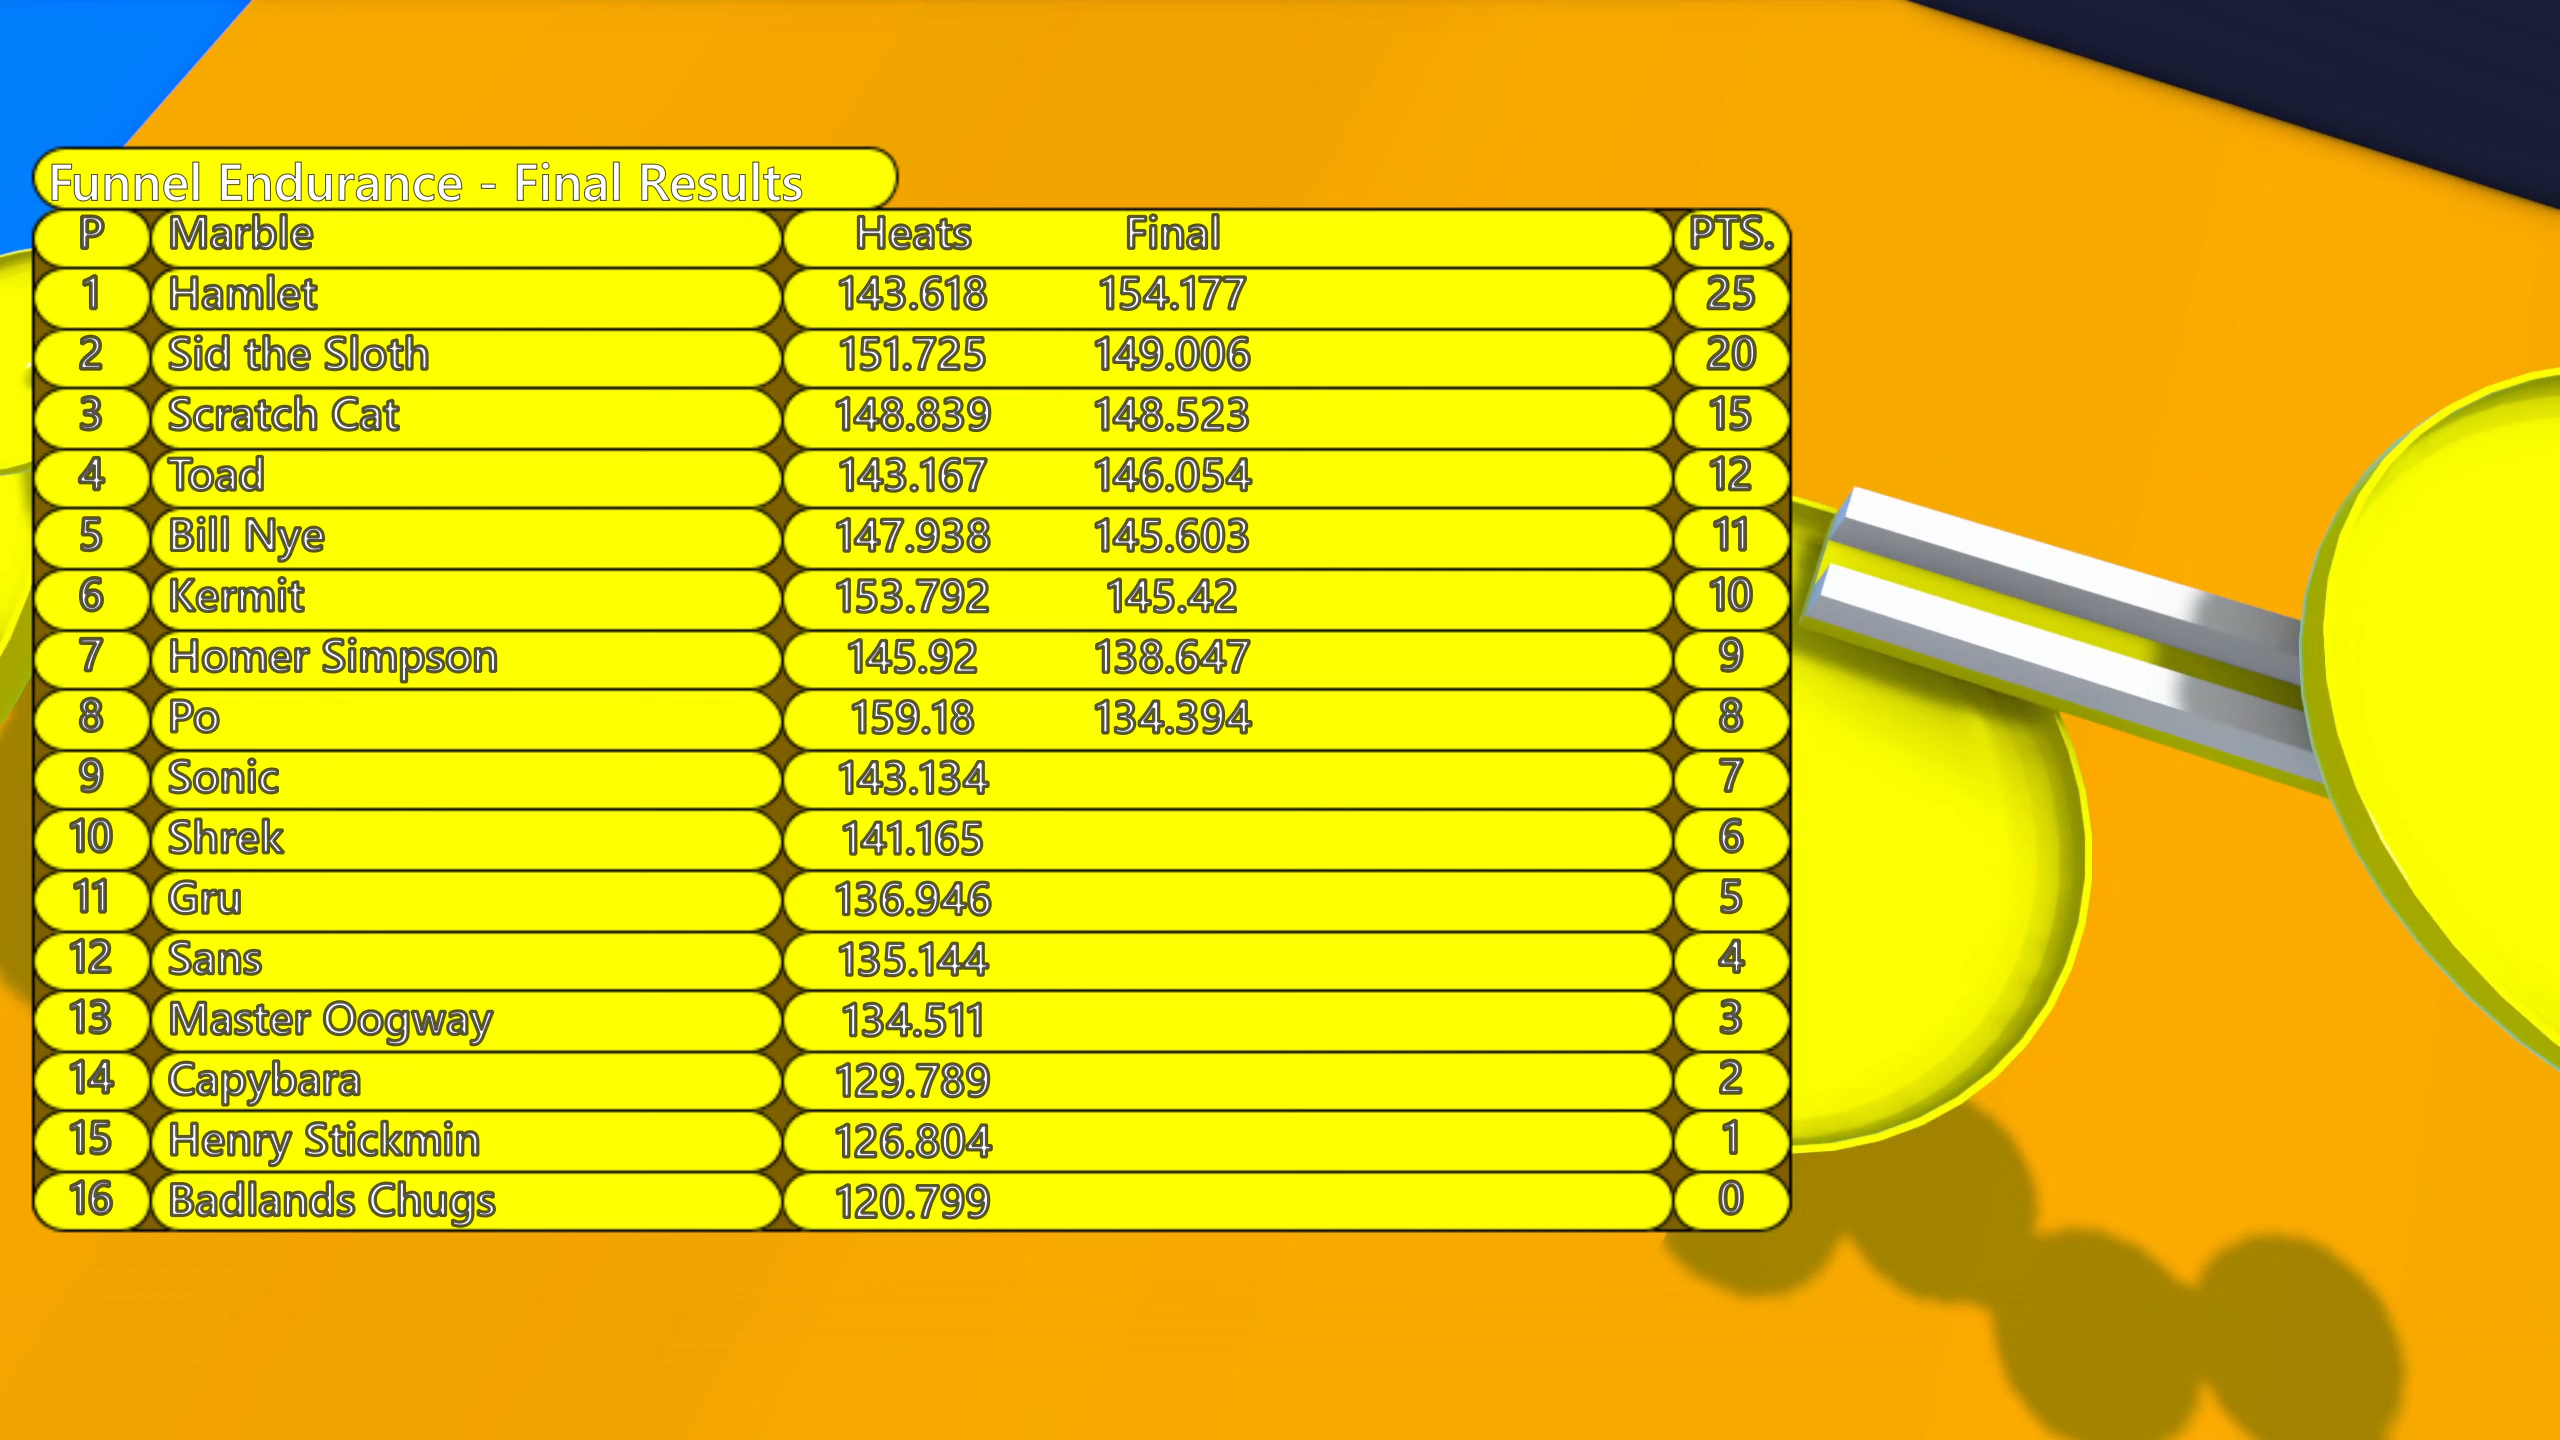 Funnel Endurance - Final Results
P Marble Heats Final PTS.
1 Hamlet 143.618 154.177 25
2 Sid the Sloth 151.725 149.006 20
3 Scratch Cat 148.839 148.523 15
4 Toad 143.167 146.054 12
5 Bill Nye 147.938 145.603 11
6 Kermit 153.792 145.42 10
7 Homer Simpson 145.92 138.647 9
8 Po 159.18 134.394 8
9 Sonic 143.134 7
10 Shrek 141.165 6
11 Gru 136.946 5
12 Sans 135.144 4
13 Master Oogway 134.511 3
14 Capybara 129.789 2
15 Henry Stickmin 126.804 1
16 Badlands Chugs 120.799 0